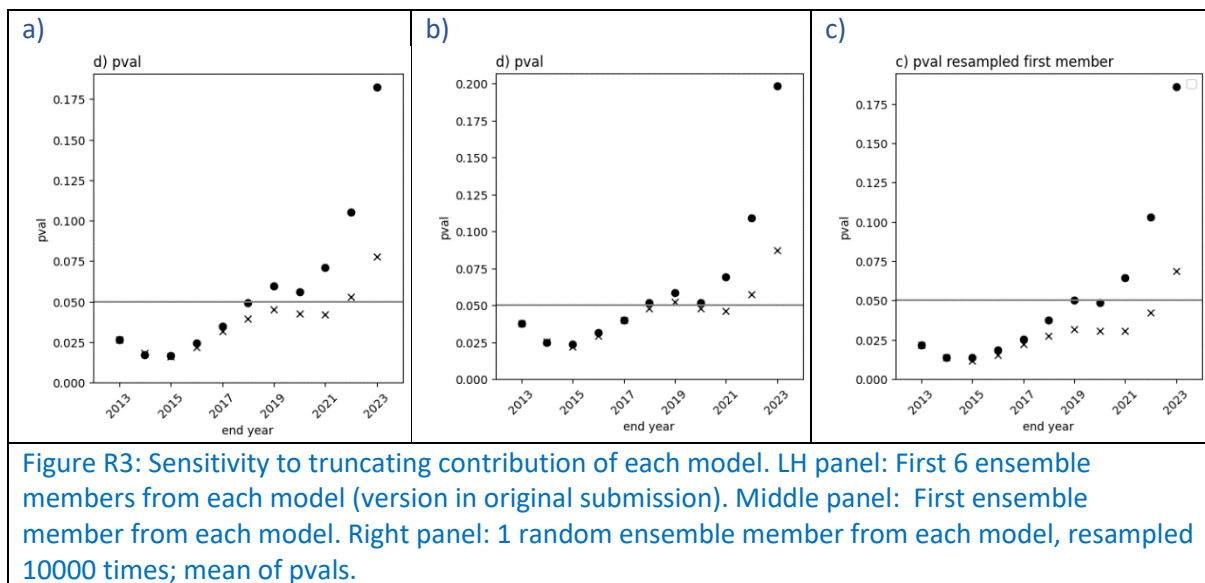 a)
d) pval
0.175
0.150
0.125
0.100
0.075
0.050
0.025
0.000
pval
2013
2015
2017
2019
2021
2023
end year
b)
d) pval
0.200
0.175
0.150
0.125
0.100
0.075
0.050
0.025
0.000
pval
2013
2015
2017
2019
2021
2023
end year
c)
c) pval resampled first member
0.175
0.150
0.125
0.100
0.075
0.050
0.025
0.000
pval
2013
2015
2017
2019
2021
2023
end year
Figure R3: Sensitivity to truncating contribution of each model. LH panel: First 6 ensemble
members from each model (version in original submission). Middle panel:  First ensemble
member from each model. Right panel: 1 random ensemble member from each model, resampled
10000 times; mean of pvals.